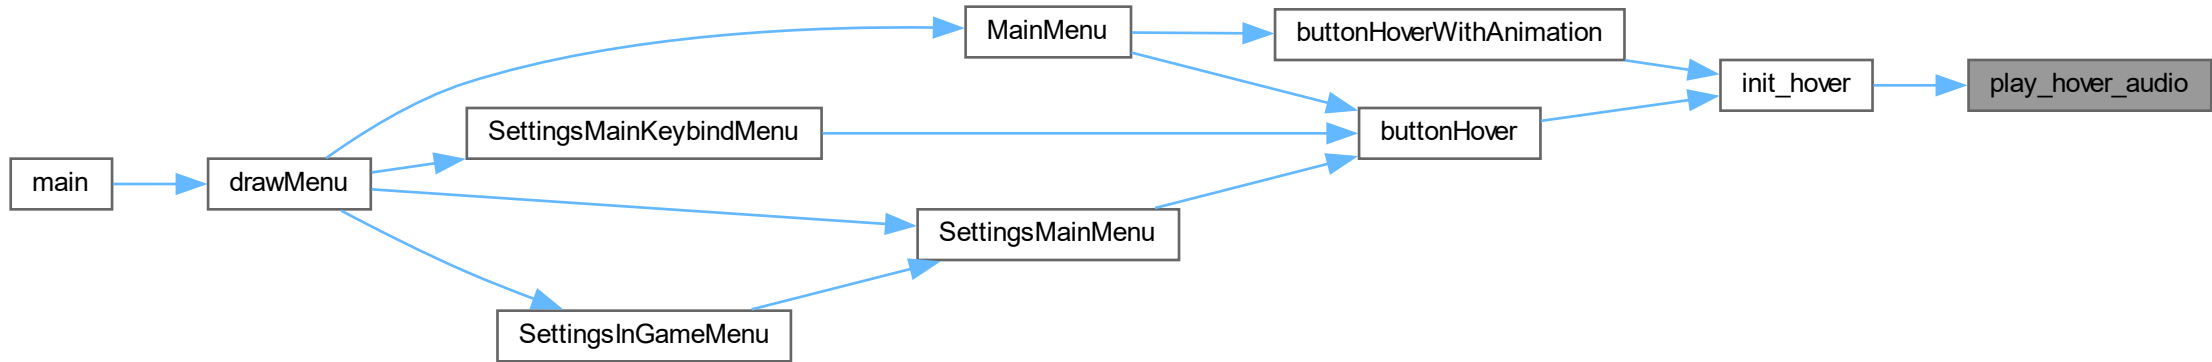 main
drawMenu
MainMenu
SettingsMainKeybindMenu
SettingsMainMenu
SettingsInGameMenu
buttonHoverWithAnimation
buttonHover
init_hover
play_hover_audio